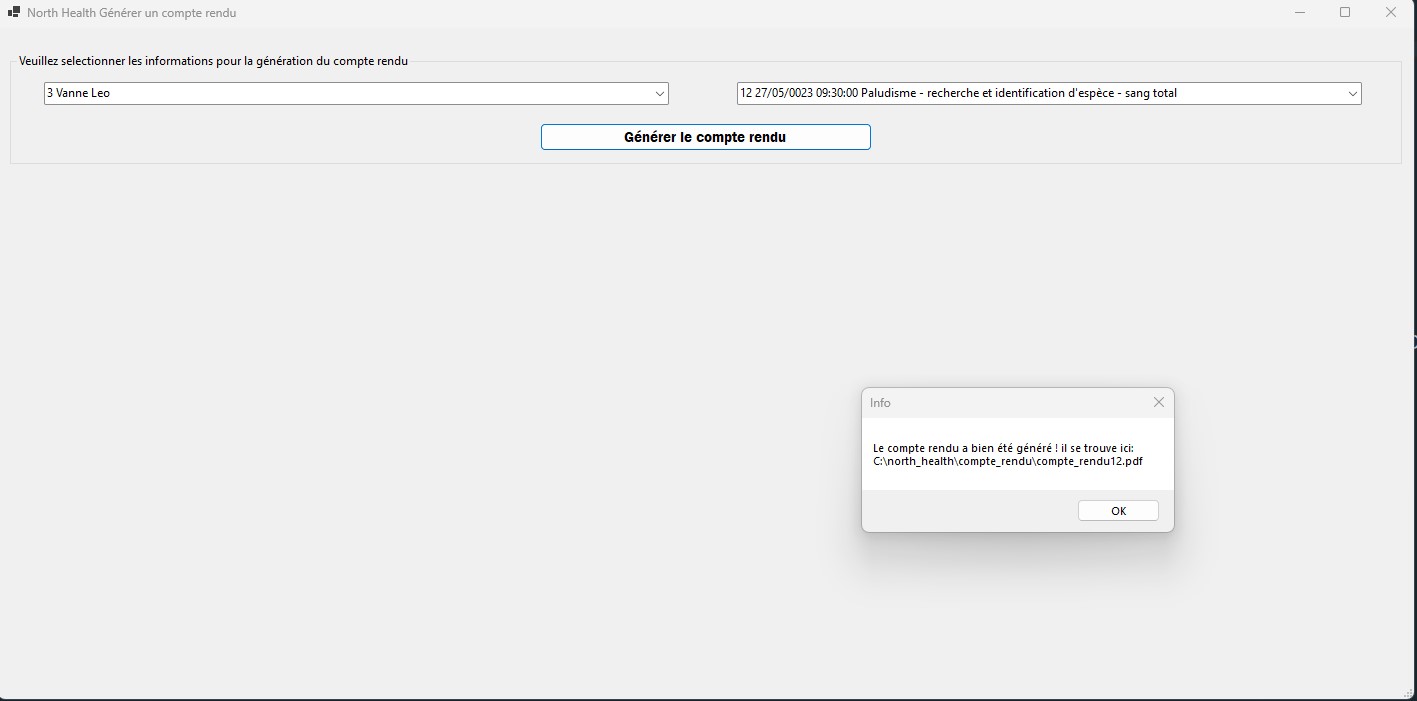 North Health Générer un compte rendu
Veuillez selectionner les informations pour la génération du compte rendu
3 Vanne Leo
12 27/05/0023 09:30:00 Paludisme - recherche et identification d'espèce - sang total
Générer le compte rendu
Info
Le compte rendu a bien été généré ! il se trouve ici:
C:\north_health\compte_rendu\compte_rendu12.pdf
OK